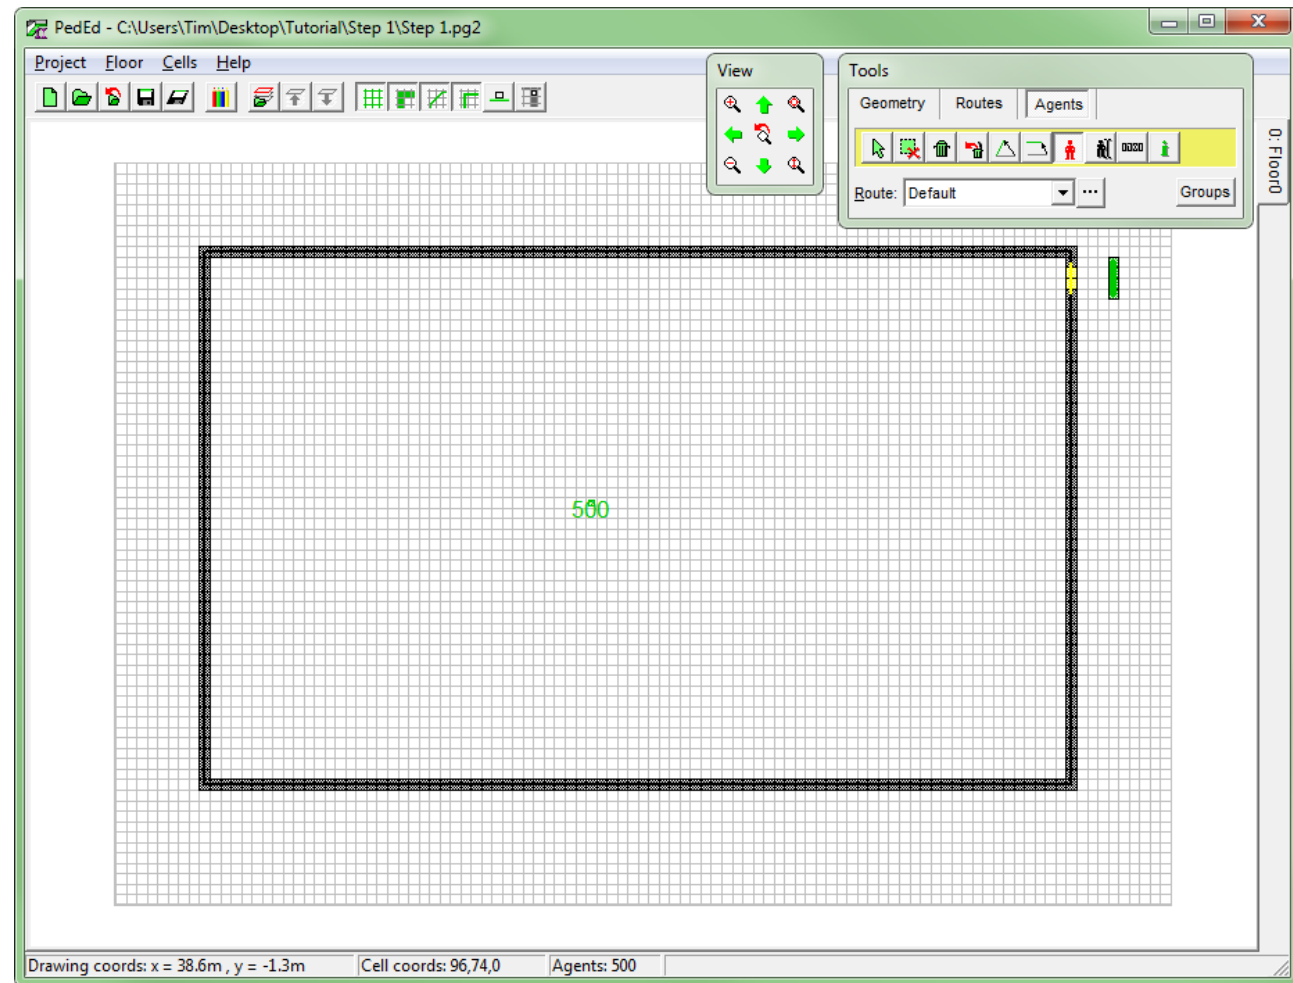 PedEd - C:\Users\Tim\Desktop\Tutorial\Step 1\Step 1.pg2
Project Floor Cells Help
View
Tools
Geometry Routes Agents
Route: Default ... Groups
0: Floor0
500
Drawing coords: x = 38.6m , y = -1.3m Cell coords: 96,74,0 Agents: 500